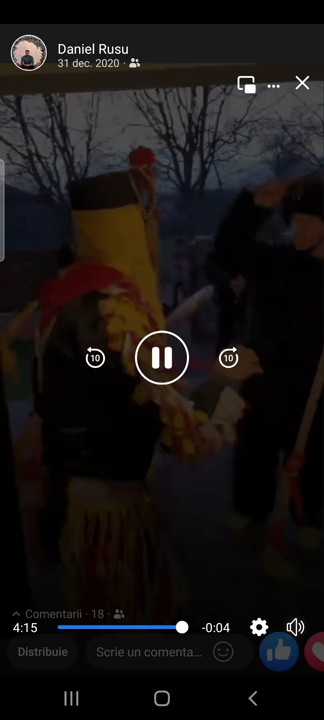 Daniel Rusu
31 dec. 2020 ·
10
10
Comentarii · 18 ·
4:15
-0:04
Distribuie
Scrie un comenta...